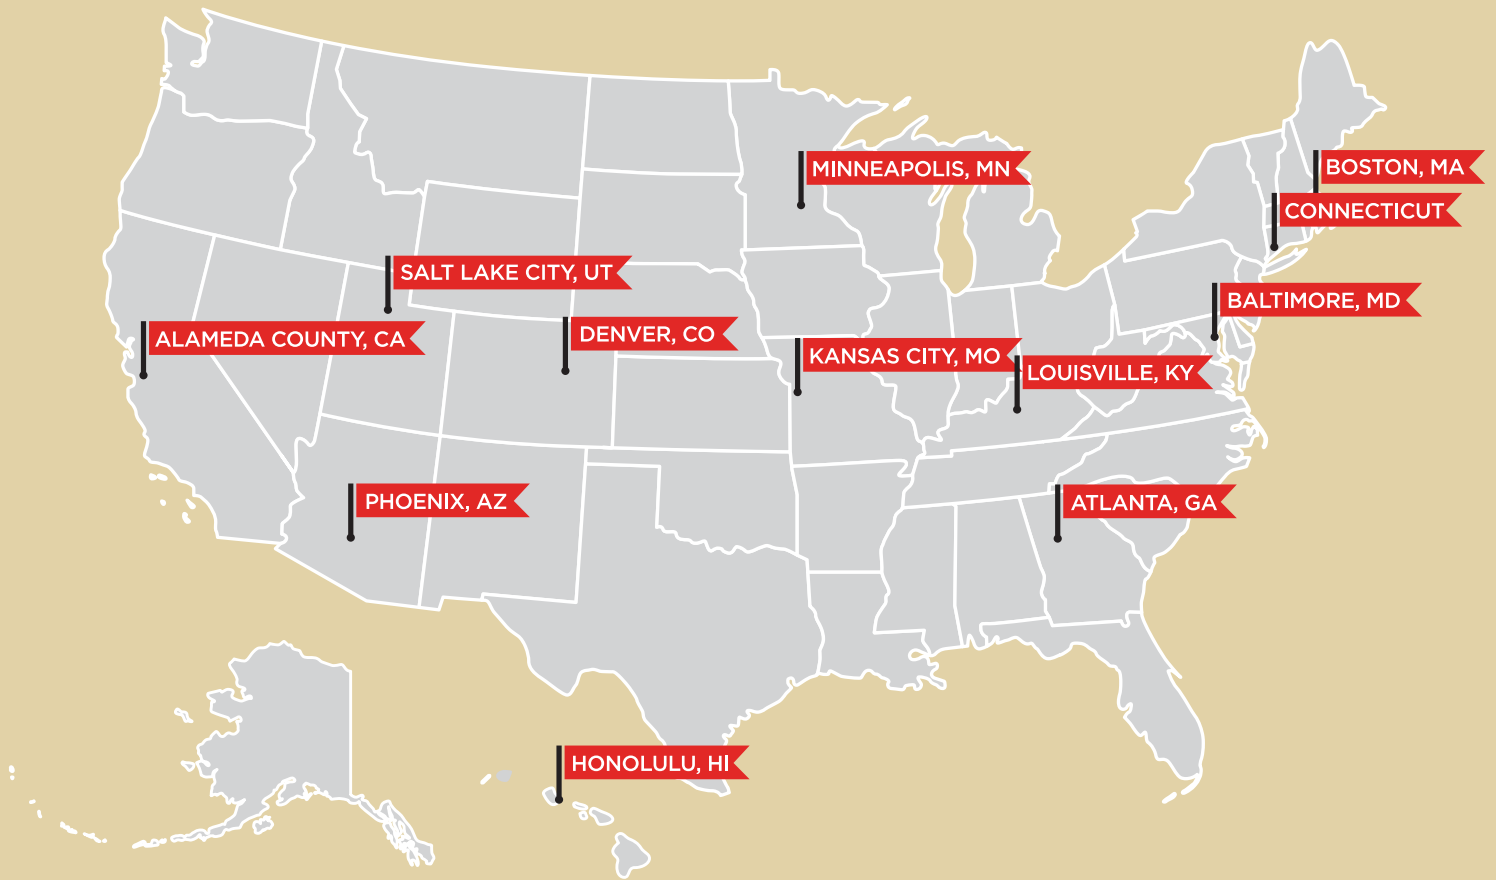 MINNEAPOLIS, MN
BOSTON, MA
CONNECTICUT
SALT LAKE CITY, UT
BALTIMORE, MD
ALAMEDA COUNTY, CA
DENVER, CO
KANSAS CITY, MO
LOUISVILLE, KY
PHOENIX, AZ
ATLANTA, GA
HONOLULU, HI